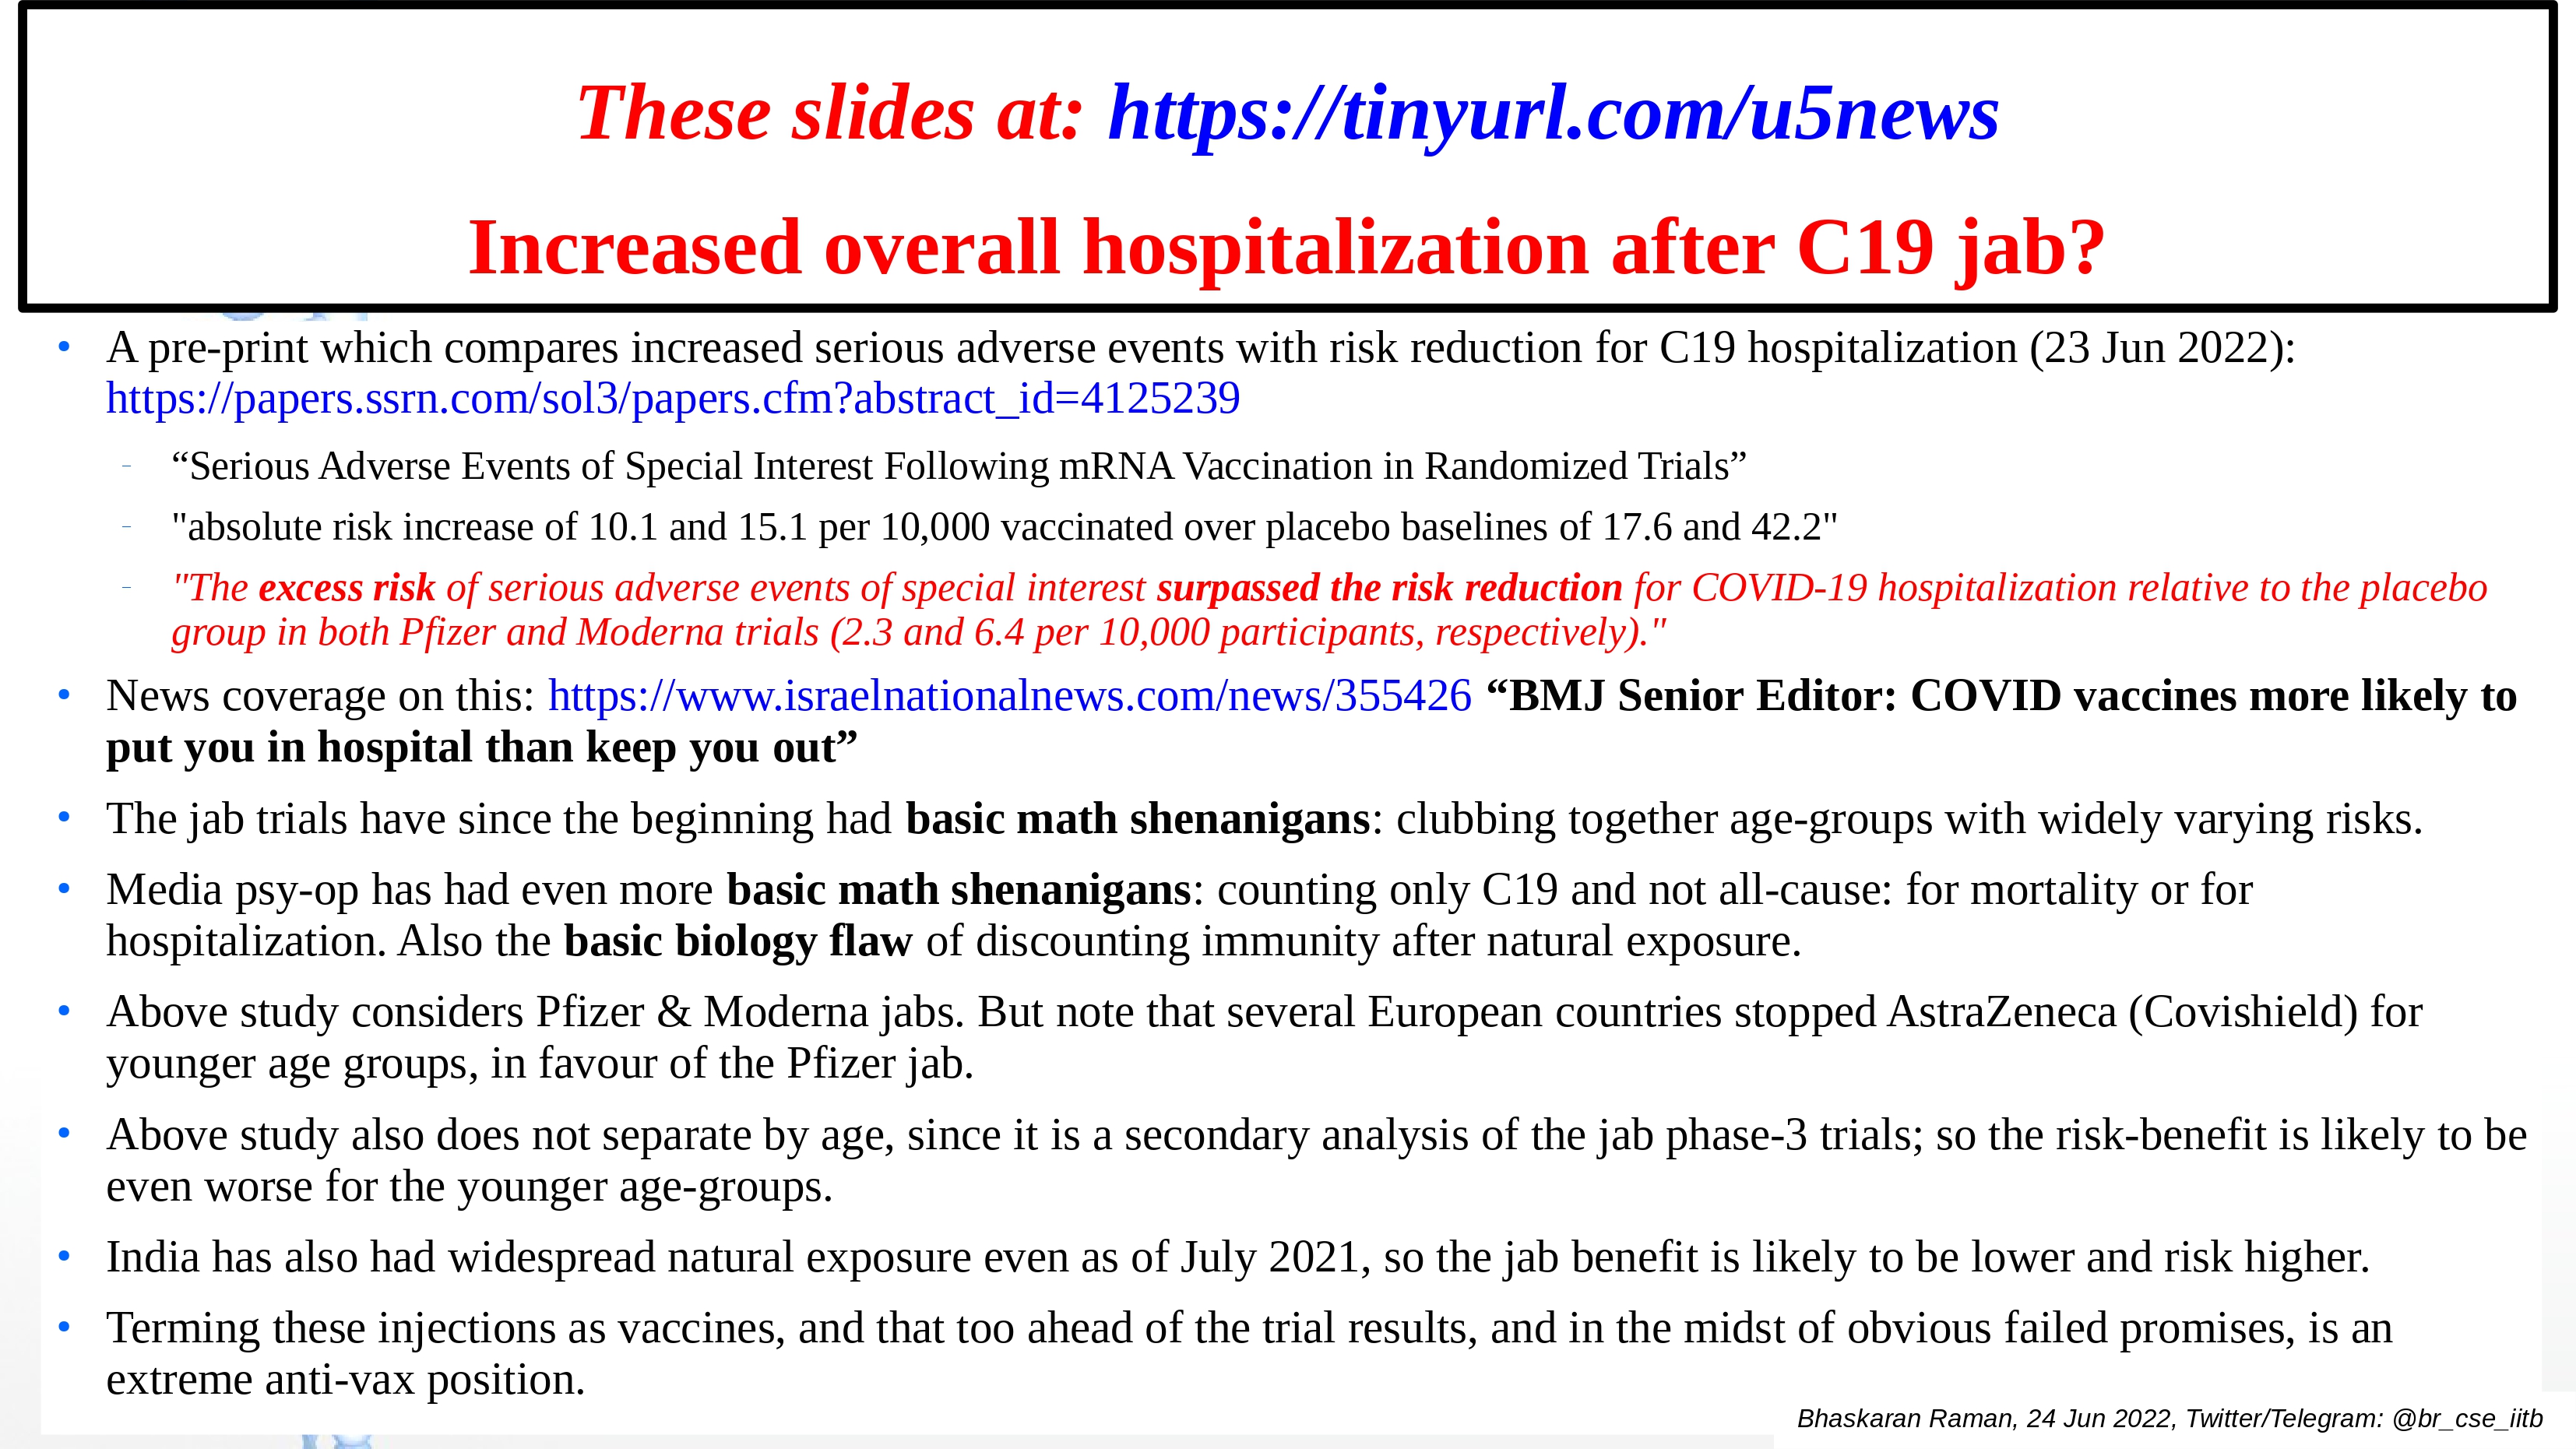 These slides at: https://tinyurl.com/u5news
Increased overall hospitalization after C19 jab?
• A pre-print which compares increased serious adverse events with risk reduction for C19 hospitalization (23 Jun 2022):
https://papers.ssrn.com/sol3/papers.cfm?abstract_id=4125239
– “Serious Adverse Events of Special Interest Following mRNA Vaccination in Randomized Trials”
– "absolute risk increase of 10.1 and 15.1 per 10,000 vaccinated over placebo baselines of 17.6 and 42.2"
– "The excess risk of serious adverse events of special interest surpassed the risk reduction for COVID-19 hospitalization relative to the placebo
group in both Pfizer and Moderna trials (2.3 and 6.4 per 10,000 participants, respectively)."
• News coverage on this: https://www.israelnationalnews.com/news/355426 “BMJ Senior Editor: COVID vaccines more likely to
put you in hospital than keep you out”
• The jab trials have since the beginning had basic math shenanigans: clubbing together age-groups with widely varying risks.
• Media psy-op has had even more basic math shenanigans: counting only C19 and not all-cause: for mortality or for
hospitalization. Also the basic biology flaw of discounting immunity after natural exposure.
• Above study considers Pfizer & Moderna jabs. But note that several European countries stopped AstraZeneca (Covishield) for
younger age groups, in favour of the Pfizer jab.
• Above study also does not separate by age, since it is a secondary analysis of the jab phase-3 trials; so the risk-benefit is likely to be
even worse for the younger age-groups.
• India has also had widespread natural exposure even as of July 2021, so the jab benefit is likely to be lower and risk higher.
• Terming these injections as vaccines, and that too ahead of the trial results, and in the midst of obvious failed promises, is an
extreme anti-vax position.
Bhaskaran Raman, 24 Jun 2022, Twitter/Telegram: @br_cse_iitb